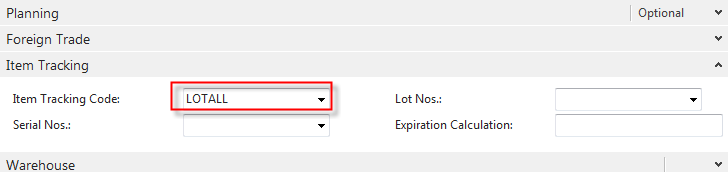 Planning Optional
Foreign Trade
Item Tracking
Item Tracking Code: LOTALL Lot Nos.:
Serial Nos.: Expiration Calculation:
Warehouse